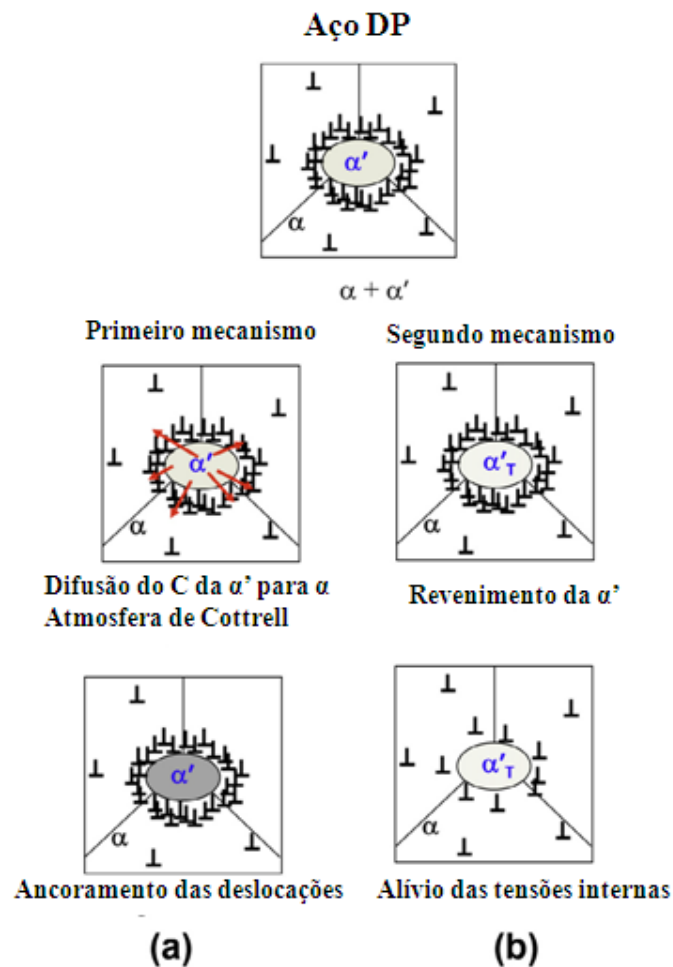 Aço DP
α'
α
α + α'
Primeiro mecanismo
Segundo mecanismo
α'
α
α'T
α
Difusão do C da α’ para α
Atmosfera de Cottrell
Revenimento da α’
α'
α
α'T
α
Ancoramento das deslocações
Alívio das tensões internas
(a)
(b)